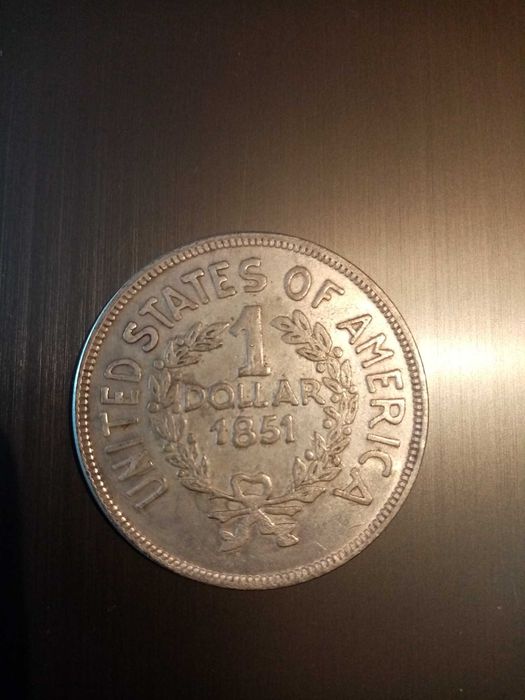 UNITED STATES OF AMERICA
1
DOLLAR
1851